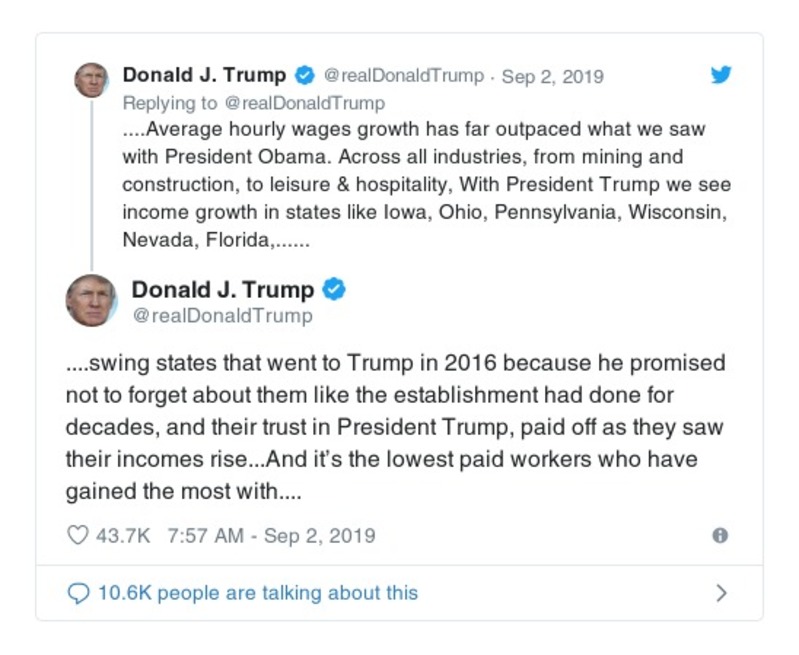 Donald J. Trump @realDonaldTrump · Sep 2, 2019
Replying to @realDonaldTrump
....Average hourly wages growth has far outpaced what we saw
with President Obama. Across all industries, from mining and
construction, to leisure & hospitality, With President Trump we see
income growth in states like Iowa, Ohio, Pennsylvania, Wisconsin,
Nevada, Florida,......
Donald J. Trump
@realDonaldTrump
....swing states that went to Trump in 2016 because he promised
not to forget about them like the establishment had done for
decades, and their trust in President Trump, paid off as they saw
their incomes rise...And it’s the lowest paid workers who have
gained the most with....
43.7K 7:57 AM - Sep 2, 2019
10.6K people are talking about this